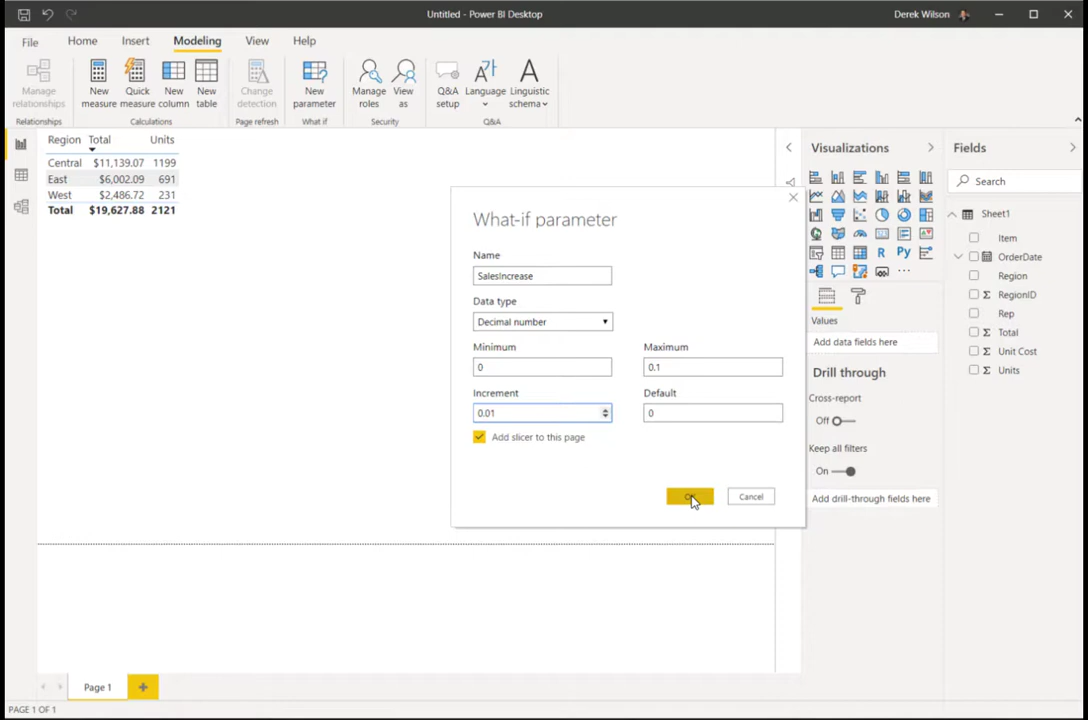 Untitled - Power BI Desktop
Derek Wilson
File Home Insert Modeling View Help
Manage relationships
New measure
Quick measure
New column
New table
Change detection
New parameter
Manage roles
View as
Q&A setup
Language
Linguistic schema
Relationships
Calculations
Page refresh
What if
Security
Q&A
Region Total Units
Central $11,139.07 1199
East $6,002.09 691
West $2,486.72 231
Total $19,627.88 2121
What-if parameter
Name
SalesIncrease
Data type
Decimal number
Minimum Maximum
0 0.1
Increment Default
0.01 0
Add slicer to this page
OK Cancel
Visualizations
R Py
Values
Add data fields here
Drill through
Cross-report
Off
Keep all filters
On
Add drill-through fields here
Fields
Search
Sheet1
Item
OrderDate
Region
Σ RegionID
Rep
Σ Total
Σ Unit Cost
Σ Units
Page 1
PAGE 1 OF 1